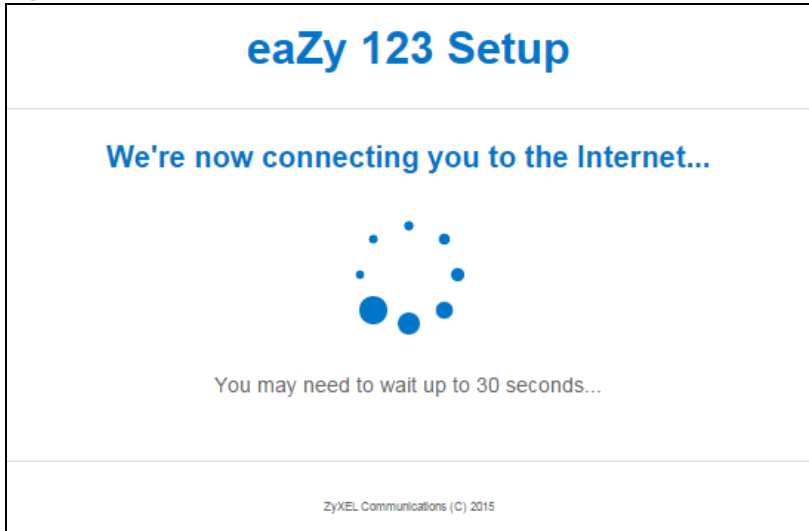 eaZy 123 Setup
We're now connecting you to the Internet...
You may need to wait up to 30 seconds...
ZyXEL Communications (C) 2015